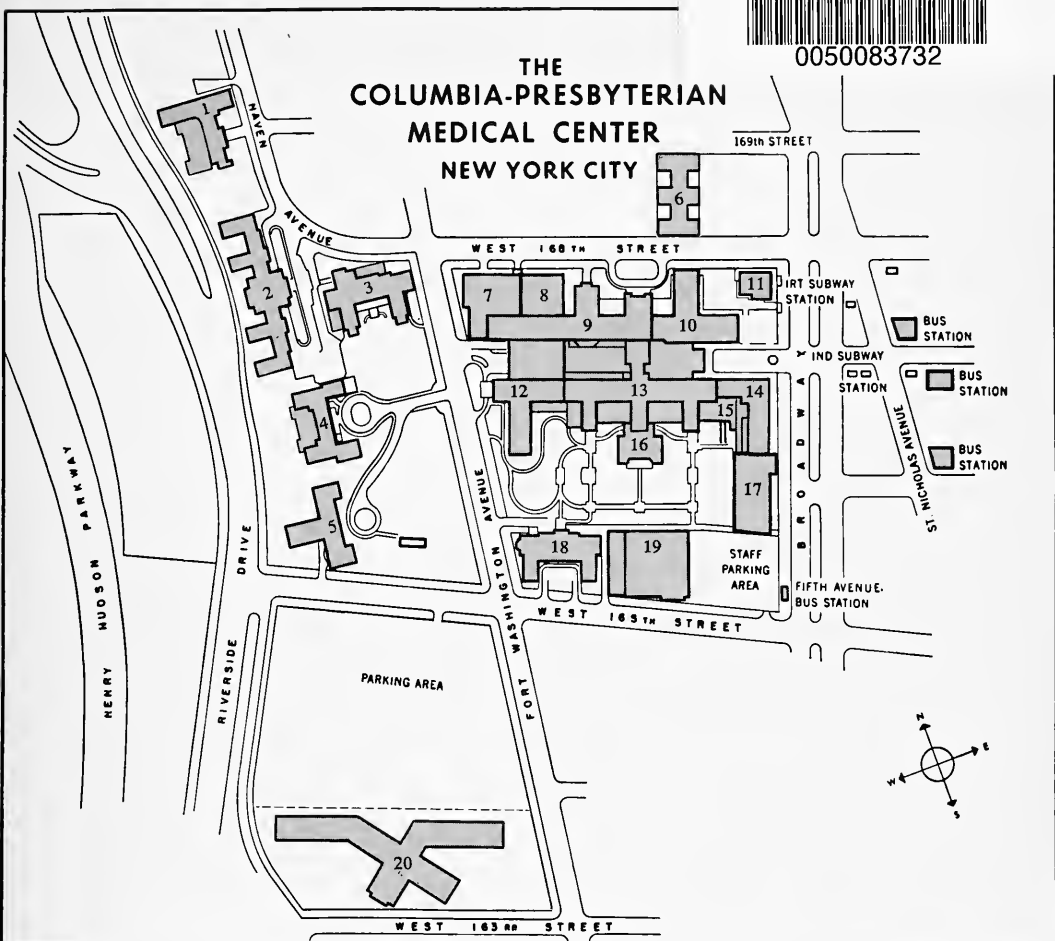 0050083732
THE
COLUMBIA-PRESBYTERIAN
MEDICAL CENTER
NEW YORK CITY
169th STREET
HAVEN
AVENUE
WEST 168TH STREET
1
2
3
4
5
6
7
8
9
10
11
IRT SUBWAY
STATION
BUS
STATION
IND SUBWAY
STATION
BUS
STATION
BUS
STATION
12
13
14
15
16
17
18
19
20
BROADWAY
ST. NICHOLAS AVENUE
STAFF
PARKING
AREA
FIFTH AVENUE.
BUS STATION
WEST 165TH STREET
FORT WASHINGTON AVENUE
HENRY HUDSON PARKWAY
RIVERSIDE DRIVE
PARKING AREA
N
E
W
S
WEST 163RD STREET